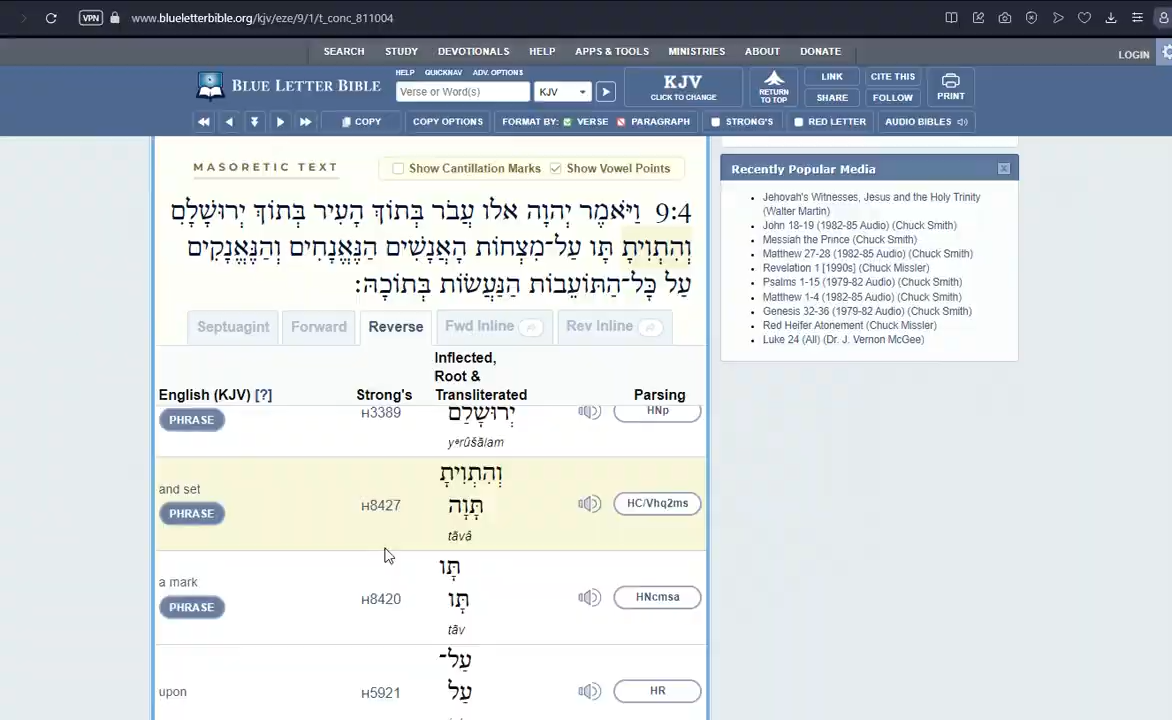 www.blueletterbible.org/kjv/eze/9/1/t_conc_811004
VPN
SEARCH STUDY DEVOTIONALS HELP APPS & TOOLS MINISTRIES ABOUT DONATE
LOGIN
BLUE LETTER BIBLE
HELP QUICKNAV ADV. OPTIONS
Verse or Word(s)
KJV
KJV
CLICK TO CHANGE
RETURN
TO TOP
LINK
CITE THIS
SHARE
FOLLOW
PRINT
COPY
COPY OPTIONS
FORMAT BY: VERSE PARAGRAPH
STRONG'S
RED LETTER
AUDIO BIBLES
MASORETIC TEXT
Show Cantillation Marks Show Vowel Points
9:4 וַיֹּאמֶר יְהוָה אלו עֲבֹר בְּתוֹךְ הָעִיר בְּתוֹךְ יְרוּשָׁלִָם
וְהִתְוִיתָ תָּו עַל־מִצְחוֹת הָאֲנָשִׁים הַנֶּאֱנָחִים וְהַנֶּאֱנָקִים
עַל כָּל־הַתּוֹעֵבוֹת הַנַּעֲשׂוֹת בְּתוֹכָהּ׃
Septuagint Forward Reverse Fwd Inline Rev Inline
English (KJV) [?]
Strong's
Inflected,
Root &
Transliterated
Parsing
PHRASE
H3389
יְרוּשָׁלַםִ
yᵊrûšālam
HNp
and set
PHRASE
H8427
וְהִתְוִיתָ
תָּוָה
tāvâ
HC/Vhq2ms
a mark
PHRASE
H8420
תָּו
תָּו
tāv
HNcmsa
upon
H5921
עַל־
עַל
HR
Recently Popular Media
Jehovah's Witnesses, Jesus and the Holy Trinity
(Walter Martin)
John 18-19 (1982-85 Audio) (Chuck Smith)
Messiah the Prince (Chuck Smith)
Matthew 27-28 (1982-85 Audio) (Chuck Smith)
Revelation 1 [1990s] (Chuck Missler)
Psalms 1-15 (1979-82 Audio) (Chuck Smith)
Matthew 1-4 (1982-85 Audio) (Chuck Smith)
Genesis 32-36 (1979-82 Audio) (Chuck Smith)
Red Heifer Atonement (Chuck Missler)
Luke 24 (All) (Dr. J. Vernon McGee)